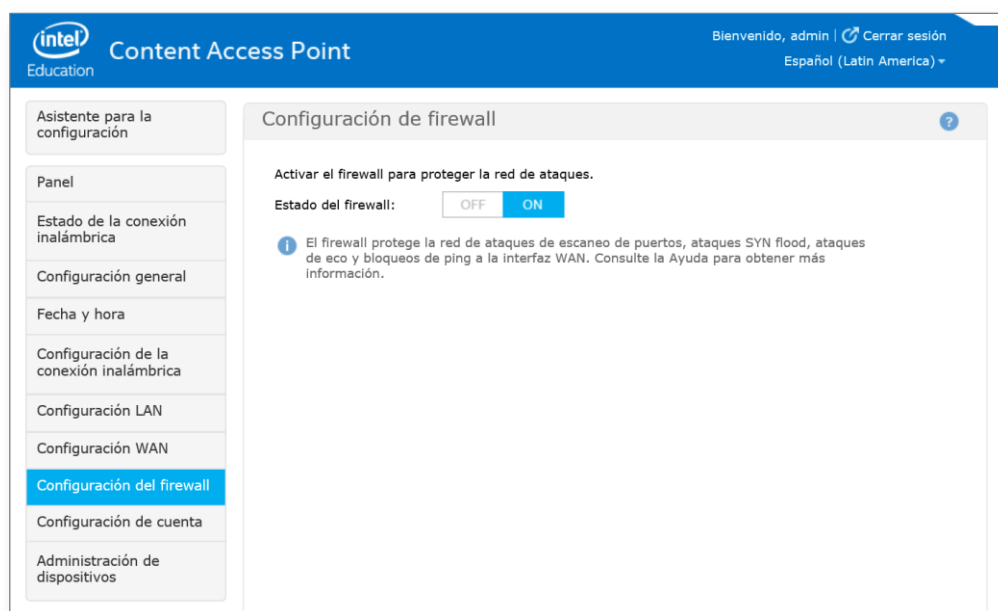 intel
Education
Content Access Point
Bienvenido, admin | Cerrar sesión
Español (Latin America)
Asistente para la
configuración
Panel
Estado de la conexión
inalámbrica
Configuración general
Fecha y hora
Configuración de la
conexión inalámbrica
Configuración LAN
Configuración WAN
Configuración del firewall
Configuración de cuenta
Administración de
dispositivos
Configuración de firewall
?
Activar el firewall para proteger la red de ataques.
Estado del firewall: OFF ON
i
El firewall protege la red de ataques de escaneo de puertos, ataques SYN flood, ataques
de eco y bloqueos de ping a la interfaz WAN. Consulte la Ayuda para obtener más
información.